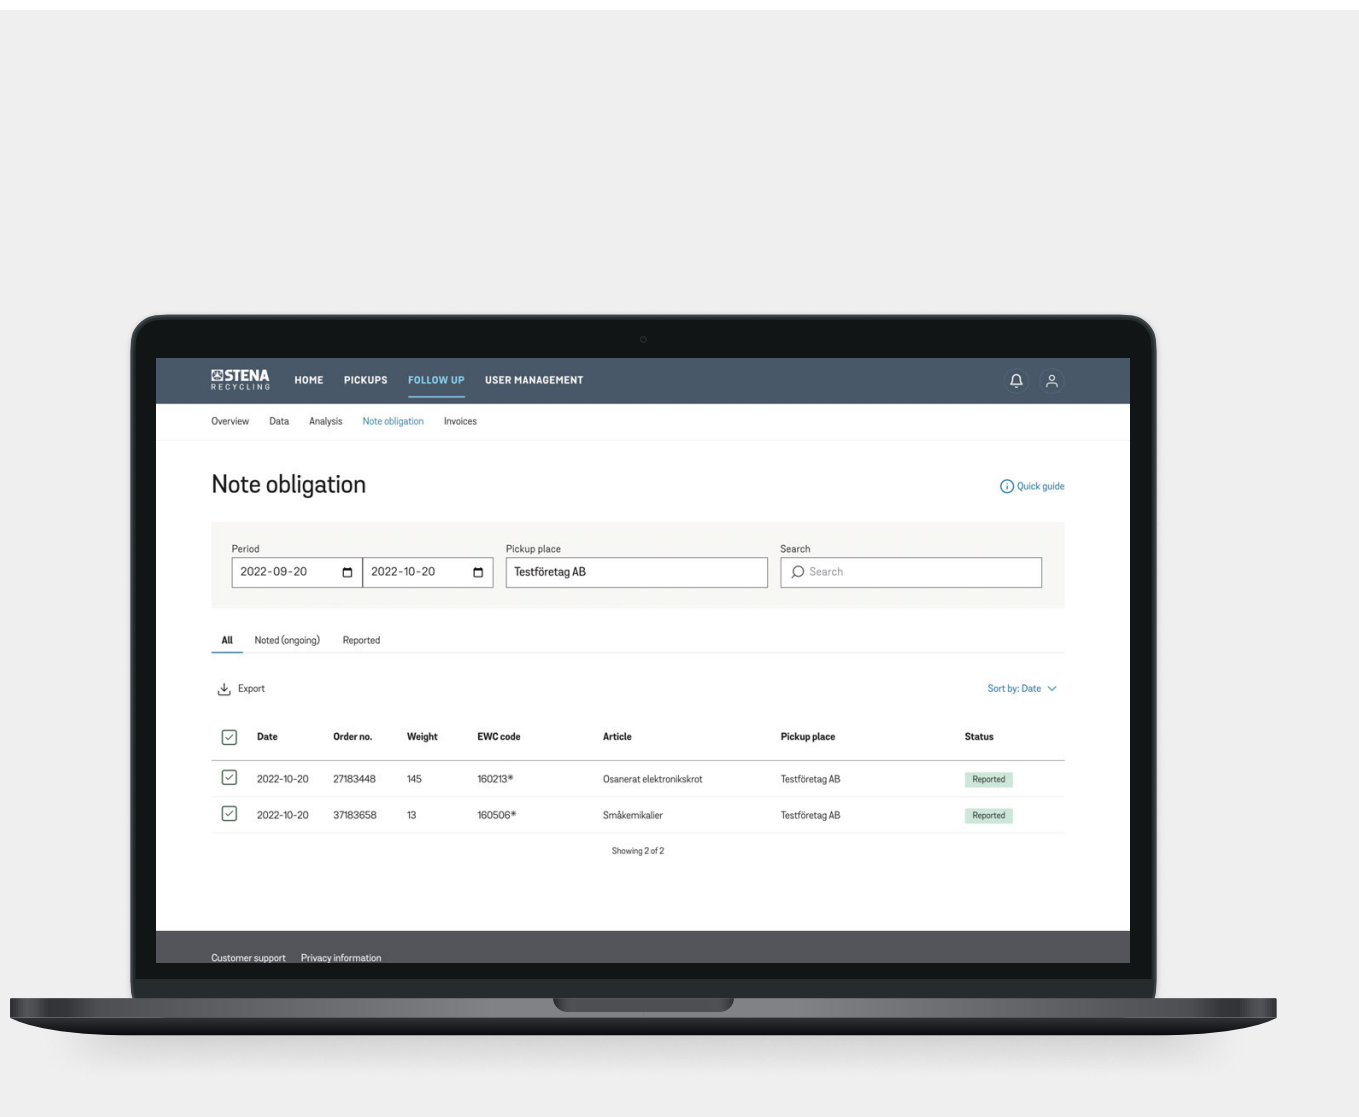 STENA
RECYCLING
HOME PICKUPS FOLLOW UP USER MANAGEMENT
Overview Data Analysis Note obligation Invoices
Note obligation
Quick guide
Period Pickup place Search
2022-09-20 2022-10-20 Testföretag AB Search
All Noted (ongoing) Reported
Export Sort by: Date
Date Order no. Weight EWC code Article Pickup place Status
2022-10-20 27183448 145 160213* Osanerat elektronikskrot Testföretag AB Reported
2022-10-20 37183658 13 160506* Småkemikalier Testföretag AB Reported
Showing 2 of 2
Customer support Privacy information